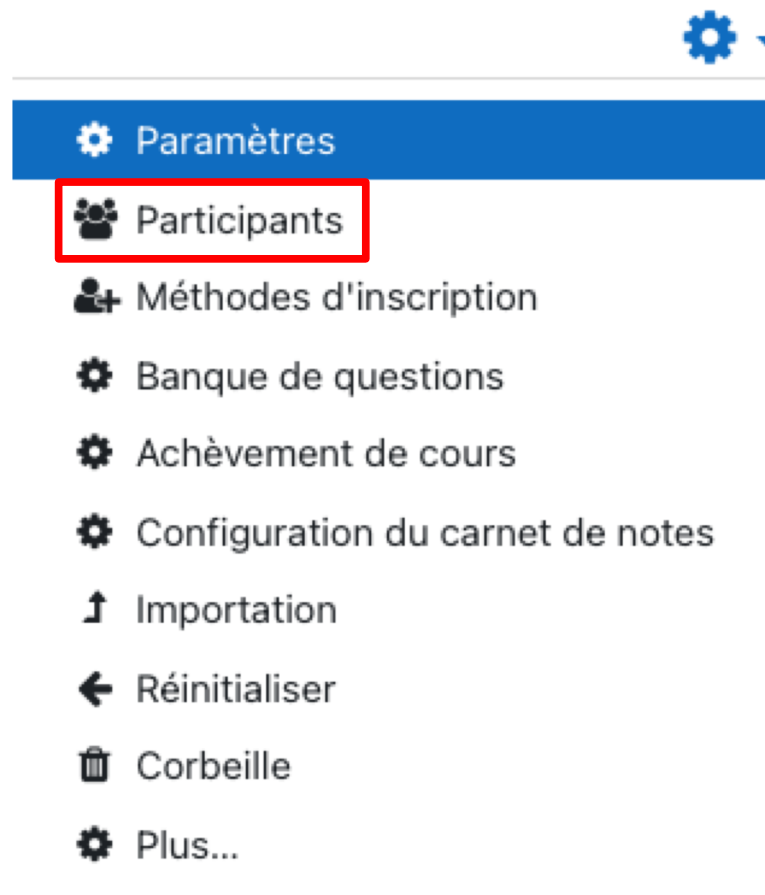 Paramètres
Participants
Méthodes d'inscription
Banque de questions
Achèvement de cours
Configuration du carnet de notes
Importation
Réinitialiser
Corbeille
Plus...